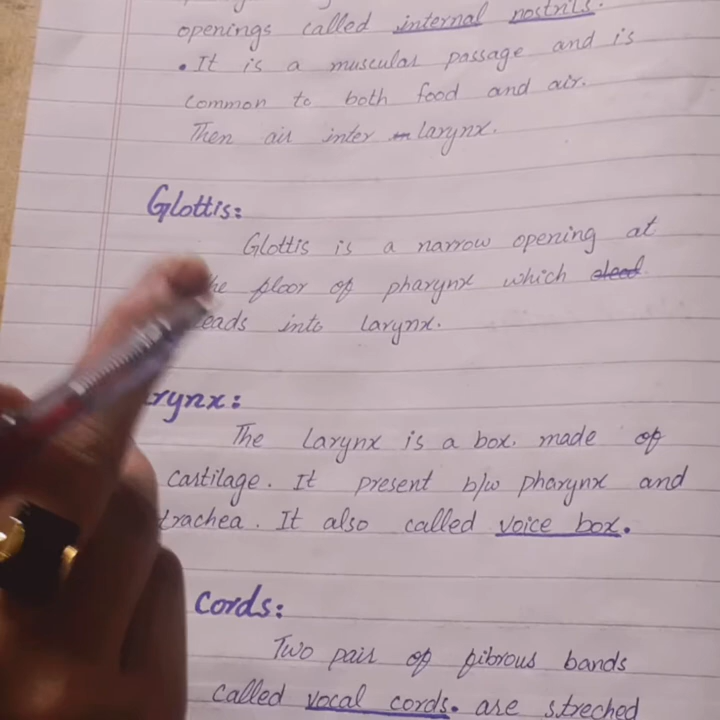 openings called internal nostrils.
• It is a muscular passage and is
common to both food and air.
Then air inter larynx.
Glottis:
Glottis is a narrow opening at
he floor of pharynx which
eads into larynx.
rynx:
The larynx is a box. made of
cartilage. It present b/w pharynx and
trachea. It also called voice box.
Cords:
Two pair of fibrous bands
called vocal cords. are streched